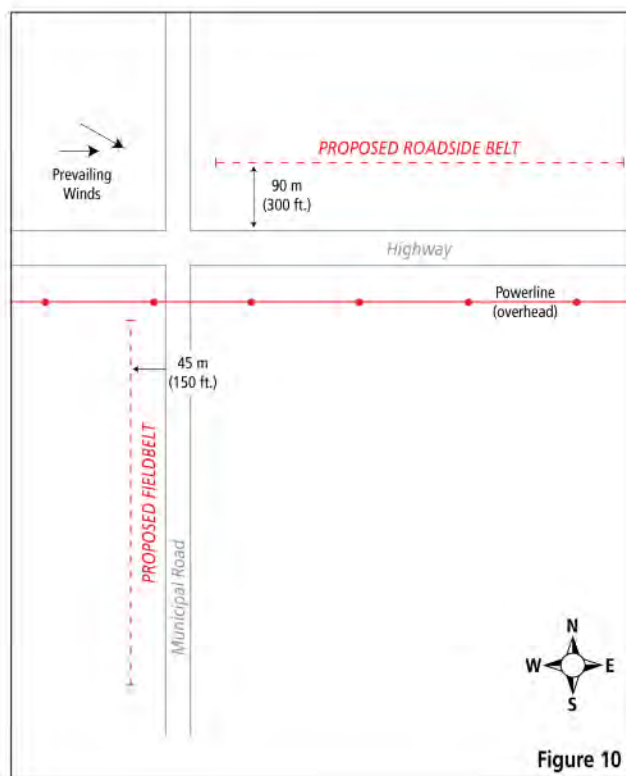 PROPOSED ROADSIDE BELT
Prevailing
Winds
90 m
(300 ft.)
Highway
Powerline
(overhead)
45 m
(150 ft.)
PROPOSED FIELDBELT
Municipal Road
N
W E
S
Figure 10